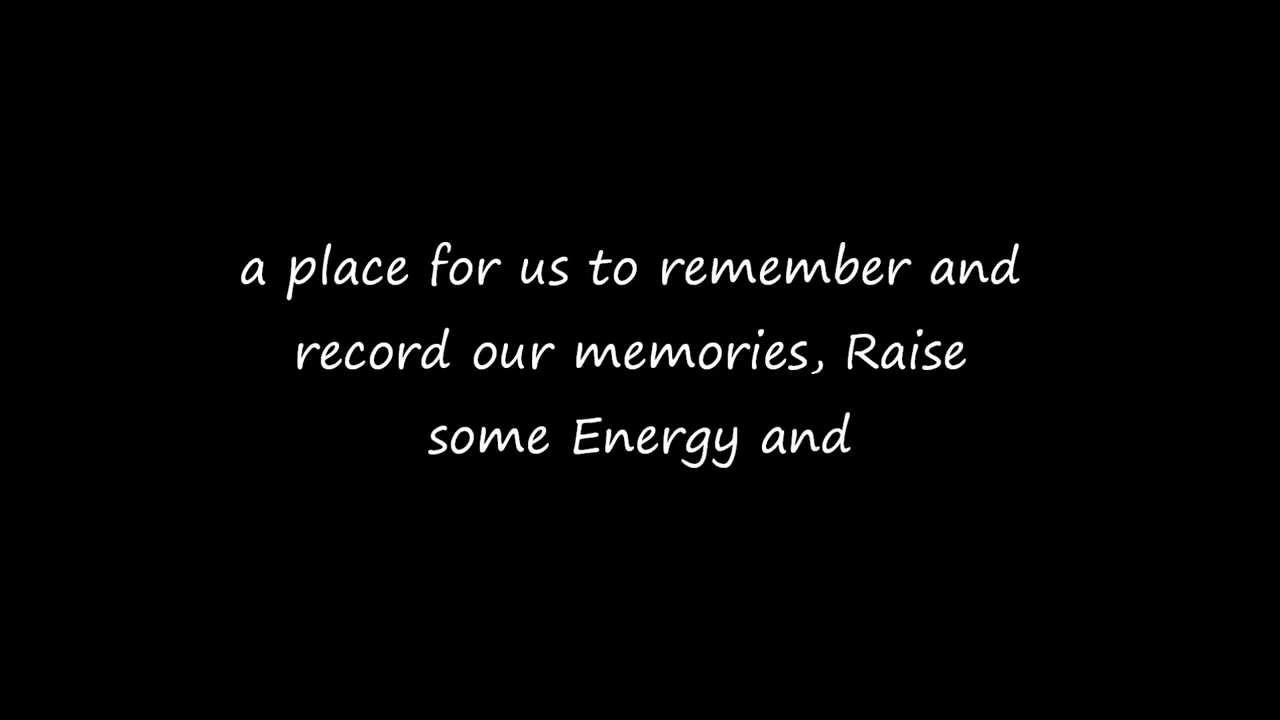 a place for us to remember and
record our memories, Raise
some Energy and